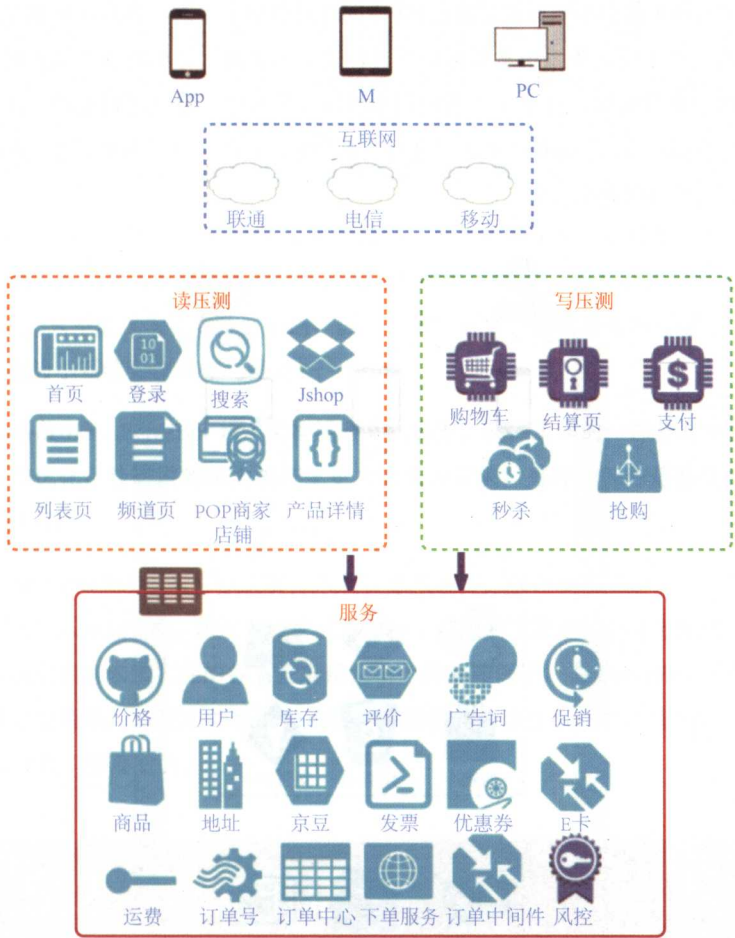 App M PC
互联网
联通 电信 移动
读压测
首页 登录 搜索 Jshop
列表页 频道页 POP商家店铺 产品详情
写压测
购物车 结算页 支付
秒杀 抢购
服务
价格 用户 库存 评价 广告词 促销
商品 地址 京豆 发票 优惠券 E卡
运费 订单号 订单中心 下单服务 订单中间件 风控